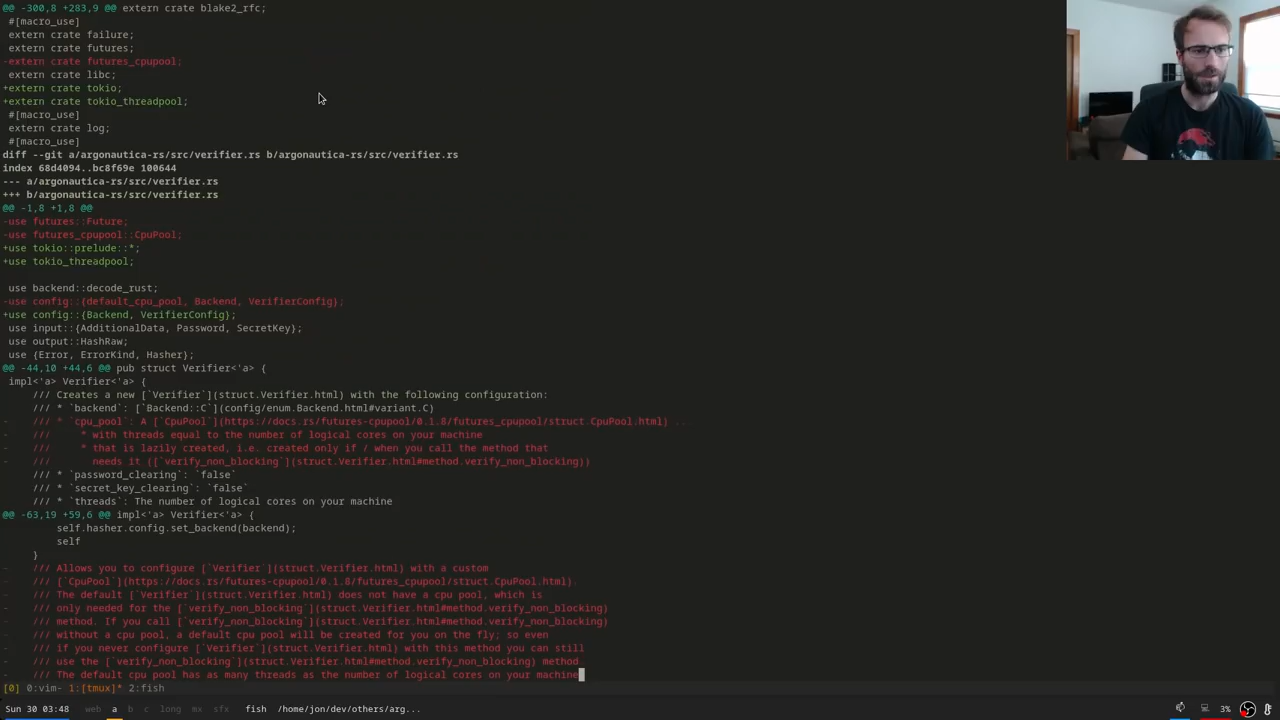 @@ -300,8 +283,9 @@ extern crate blake2_rfc;
 #[macro_use]
 extern crate failure;
 extern crate futures;
-extern crate futures_cpupool;
 extern crate libc;
+extern crate tokio;
+extern crate tokio_threadpool;
 #[macro_use]
 extern crate log;
 #[macro_use]
diff --git a/argonautica-rs/src/verifier.rs b/argonautica-rs/src/verifier.rs
index 68d4094..bc8f69e 100644
--- a/argonautica-rs/src/verifier.rs
+++ b/argonautica-rs/src/verifier.rs
@@ -1,8 +1,8 @@
-use futures::Future;
-use futures_cpupool::CpuPool;
+use tokio::prelude::*;
+use tokio_threadpool;

 use backend::decode_rust;
-use config::{default_cpu_pool, Backend, VerifierConfig};
+use config::{Backend, VerifierConfig};
 use input::{AdditionalData, Password, SecretKey};
 use output::HashRaw;
 use {Error, ErrorKind, Hasher};
@@ -44,10 +44,6 @@ pub struct Verifier<'a> {
 impl<'a> Verifier<'a> {
     /// Creates a new [`Verifier`](struct.Verifier.html) with the following configuration:
     /// * `backend`: [`Backend::C`](config/enum.Backend.html#variant.C)
-    /// * `cpu_pool`: A [`CpuPool`](https://docs.rs/futures-cpupool/0.1.8/futures_cpupool/struct.CpuPool.html) ...
-    ///     * with threads equal to the number of logical cores on your machine
-    ///     * that is lazily created, i.e. created only if / when you call the method that
-    ///       needs it ([`verify_non_blocking`](struct.Verifier.html#method.verify_non_blocking))
     /// * `password_clearing`: `false`
     /// * `secret_key_clearing`: `false`
     /// * `threads`: The number of logical cores on your machine
@@ -63,19 +59,6 @@ impl<'a> Verifier<'a> {
         self.hasher.config.set_backend(backend);
         self
     }
-    /// Allows you to configure [`Verifier`](struct.Verifier.html) with a custom
-    /// [`CpuPool`](https://docs.rs/futures-cpupool/0.1.8/futures_cpupool/struct.CpuPool.html).
-    /// The default [`Verifier`](struct.Verifier.html) does not have a cpu pool, which is
-    /// only needed for the [`verify_non_blocking`](struct.Verifier.html#method.verify_non_blocking)
-    /// method. If you call [`verify_non_blocking`](struct.Verifier.html#method.verify_non_blocking)
-    /// without a cpu pool, a default cpu pool will be created for you on the fly; so even
-    /// if you never configure [`Verifier`](struct.Verifier.html) with this method you can still
-    /// use the [`verify_non_blocking`](struct.Verifier.html#method.verify_non_blocking) method
-    /// The default cpu pool has as many threads as the number of logical cores on your machine
[0] 0:vim- 1:[tmux]* 2:fish
Sun 30 03:48 web a b c long mx sfx fish /home/jon/dev/others/arg... 3%